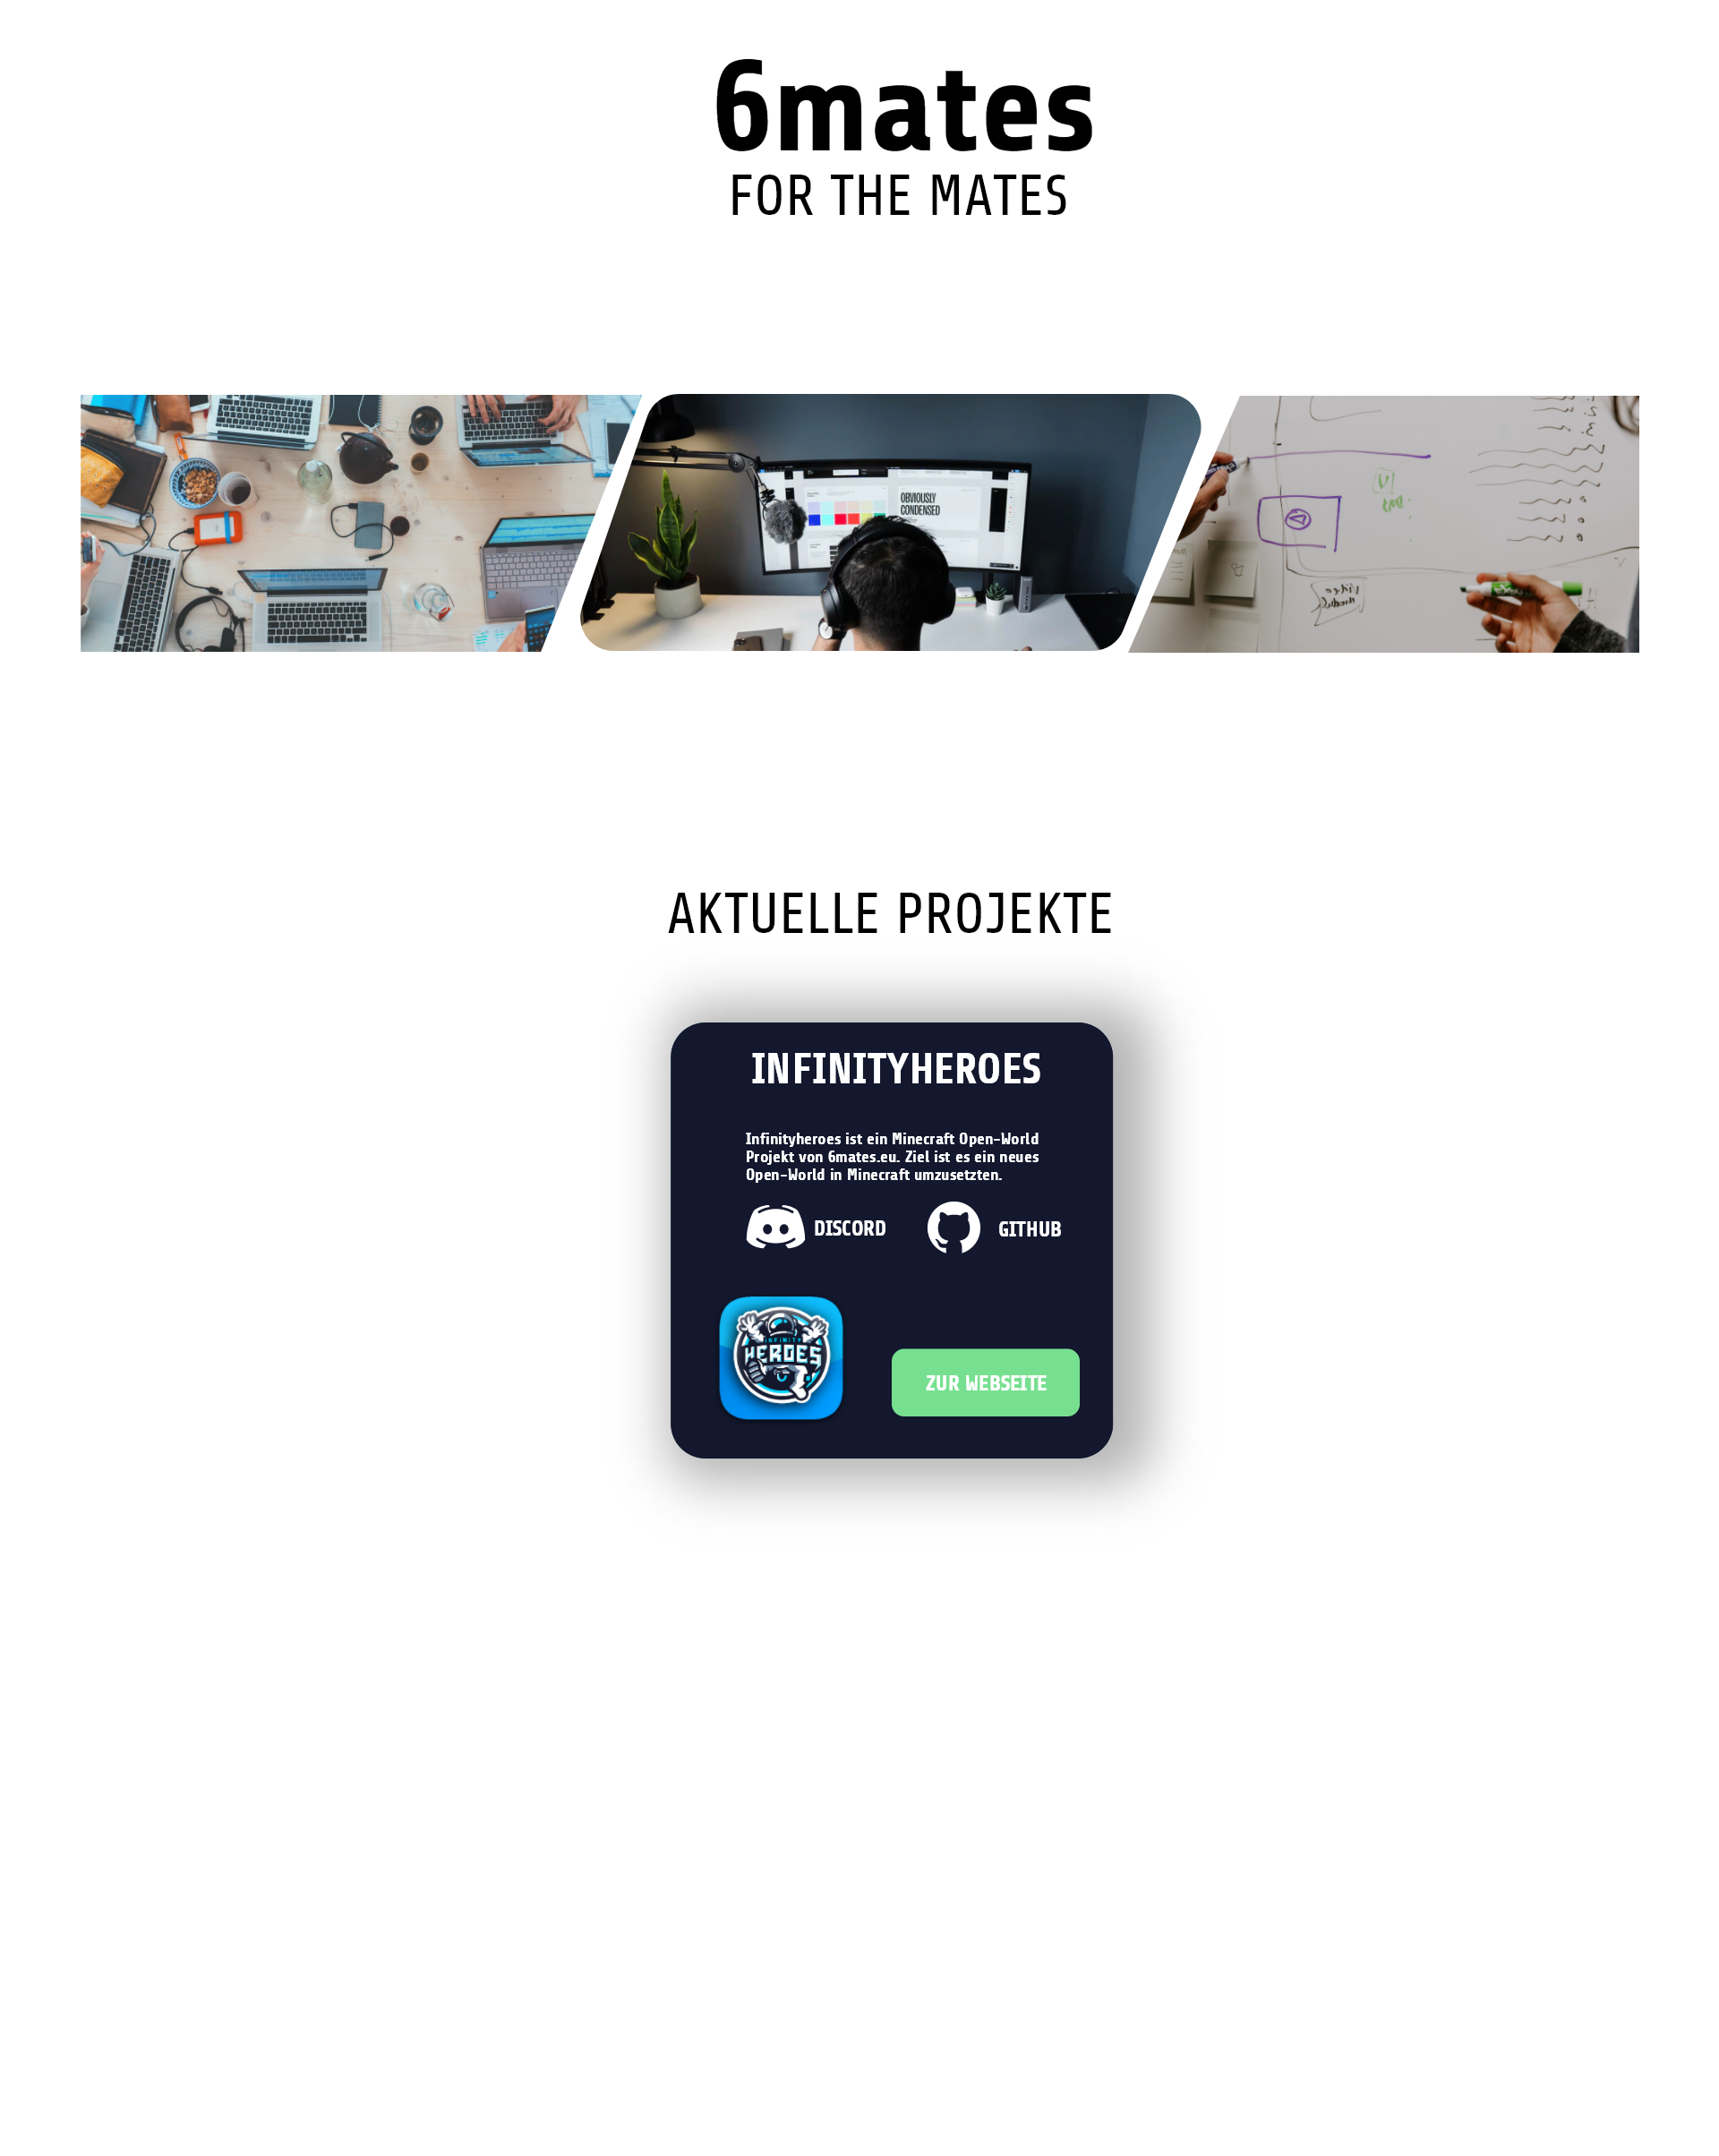 6mates
FOR THE MATES
OBVIOUSLY
CONDENSED
AKTUELLE PROJEKTE
INFINITYHEROES
Infinityheroes ist ein Minecraft Open-World
Projekt von 6mates.eu. Ziel ist es ein neues
Open-World in Minecraft umzusetzten.
DISCORD
GITHUB
INFINITY
HEROES
ZUR WEBSEITE